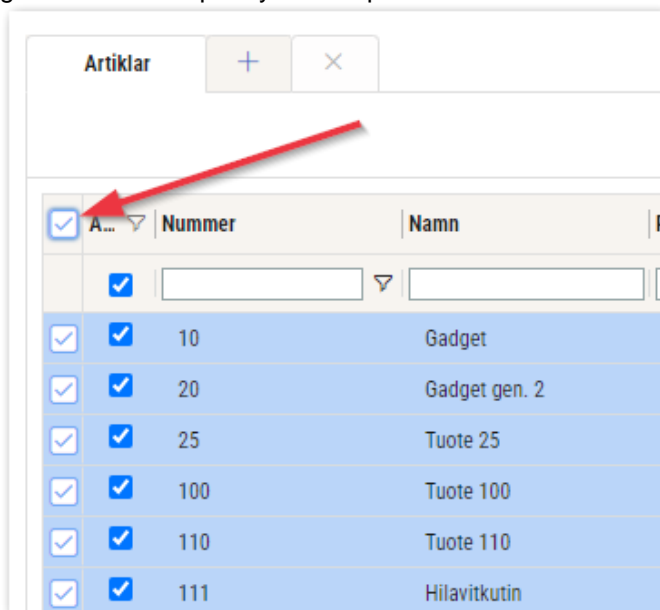 Artiklar
A... Nummer Namn
10 Gadget
20 Gadget gen. 2
25 Tuote 25
100 Tuote 100
110 Tuote 110
111 Hilavitkutin